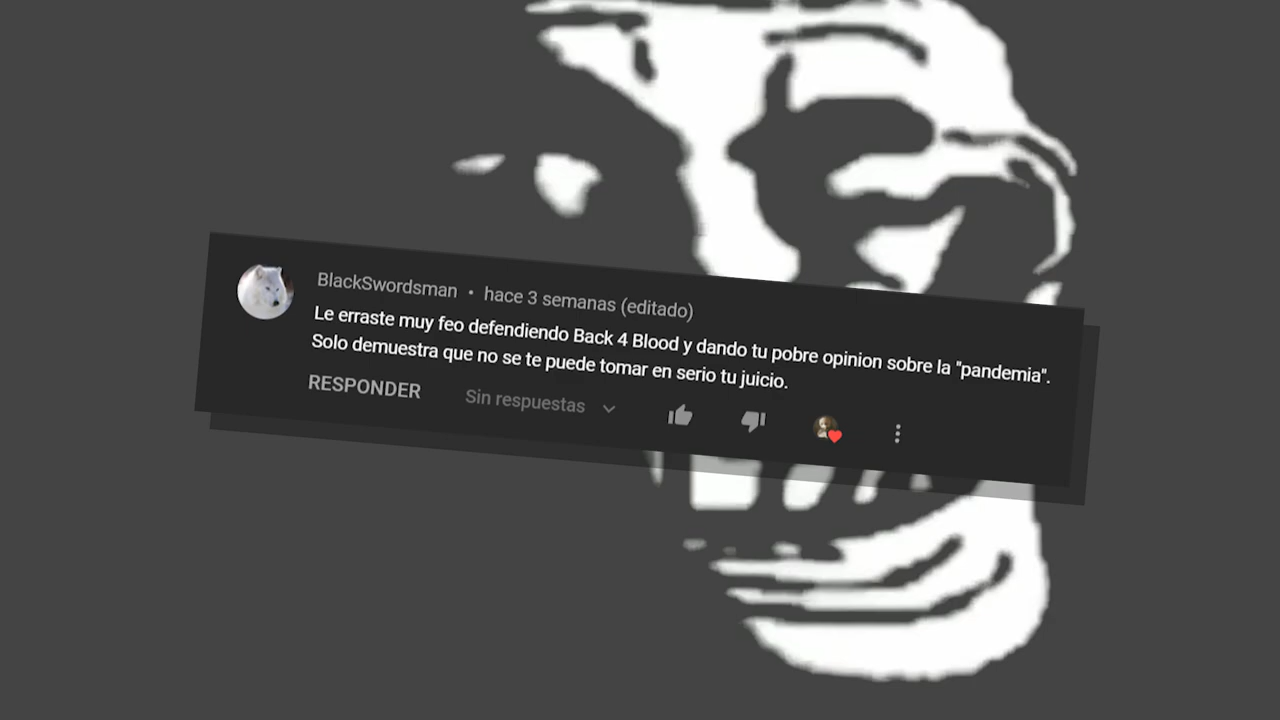 BlackSwordsman • hace 3 semanas (editado)
Le erraste muy feo defendiendo Back 4 Blood y dando tu pobre opinion sobre la "pandemia".
Solo demuestra que no se te puede tomar en serio tu juicio.
RESPONDER Sin respuestas